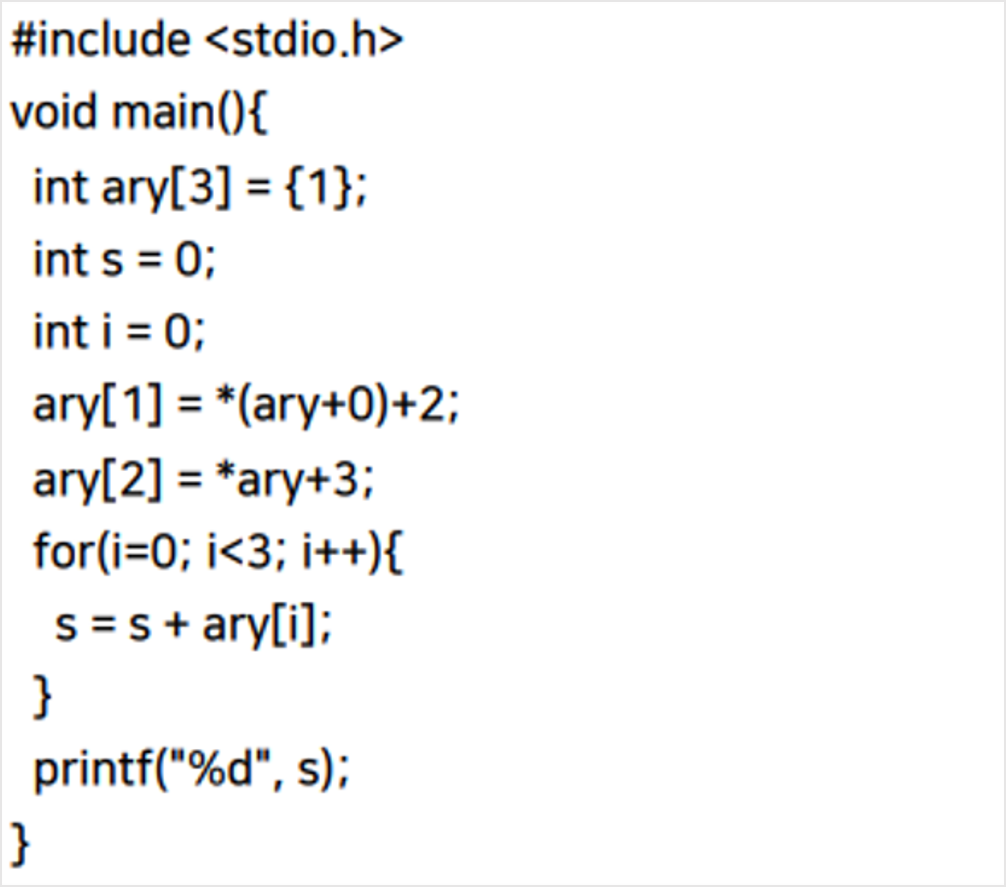 #include <stdio.h>
void main(){
  int ary[3] = {1};
  int s = 0;
  int i = 0;
  ary[1] = *(ary+0)+2;
  ary[2] = *ary+3;
  for(i=0; i<3; i++){
    s = s + ary[i];
  }
  printf("%d", s);
}